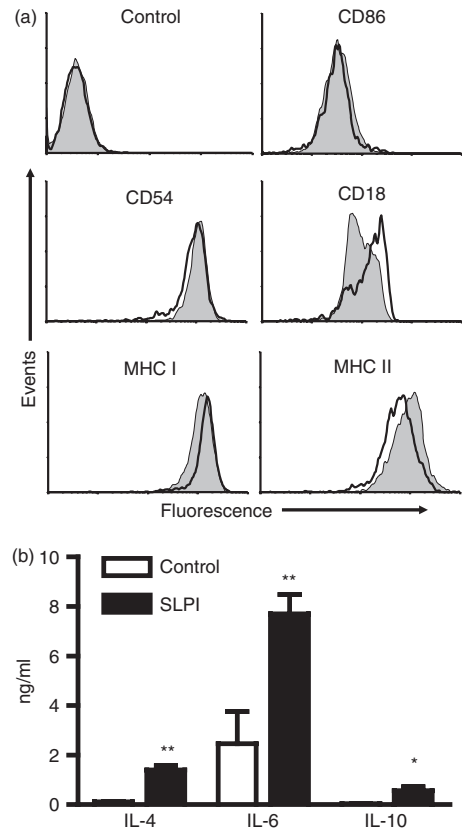 (a)
Control
CD86
CD54
CD18
MHC I
MHC II
Events
Fluorescence
(b)
10
8
6
4
2
0
ng/ml
Control
SLPI
**
**
*
IL-4
IL-6
IL-10